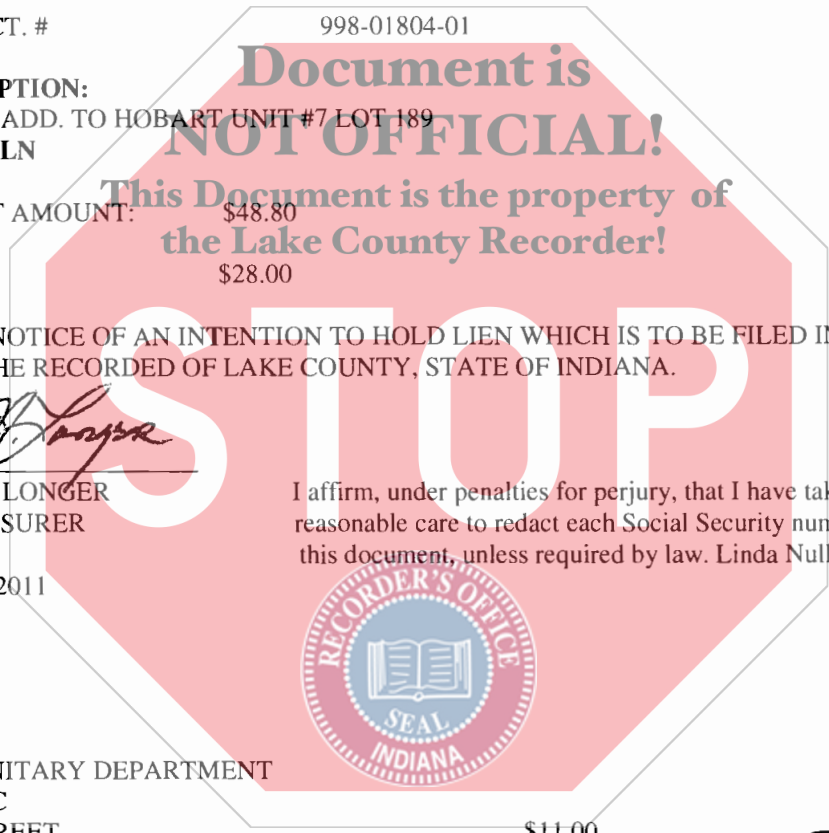 CT. # 998-01804-01
Document is
PTION:
ADD. TO HOBART UNIT #7 LOT 189
NOT OFFICIAL!
LN
This Document is the property of
T AMOUNT: $48.80
the Lake County Recorder!
$28.00
STOP
NOTICE OF AN INTENTION TO HOLD LIEN WHICH IS TO BE FILED IN
HE RECORDED OF LAKE COUNTY, STATE OF INDIANA.
LONGER I affirm, under penalties for perjury, that I have tak
SURER reasonable care to redact each Social Security num
this document, unless required by law. Linda Null
2011
RECORDER'S OFFICE
SEAL
INDIANA
NITARY DEPARTMENT
C
REET $11.00